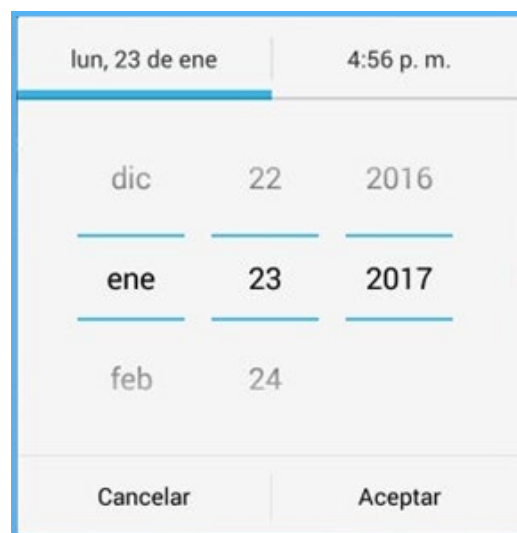 lun, 23 de ene 4:56 p. m.
dic 22 2016
ene 23 2017
feb 24
Cancelar Aceptar